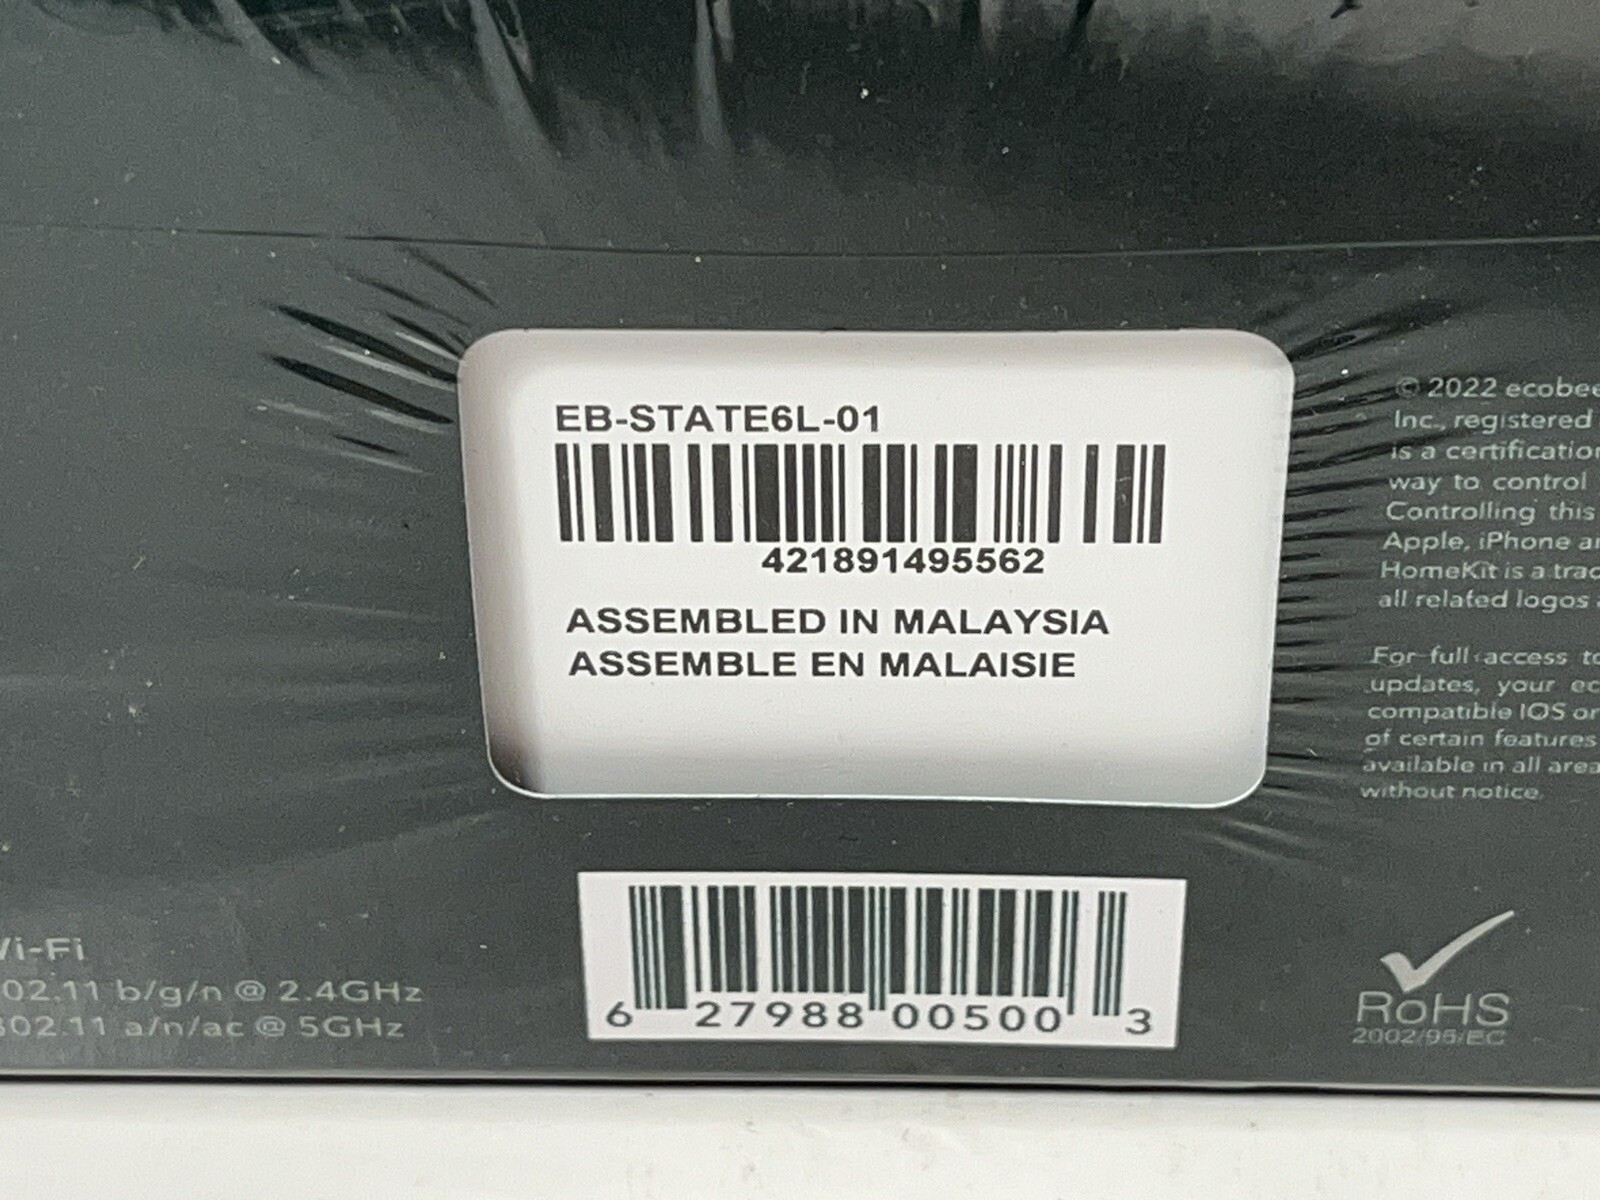 EB-STATE6L-01
421891495562
ASSEMBLED IN MALAYSIA
ASSEMBLE EN MALAISIE
© 2022 ecobee
Inc., registered
is a certification
way to control
Controlling this
Apple, iPhone
HomeKit is a
all related logos
For full access to
updates, your
compatible IOS or
of certain features
available in all
without notice.
Wi-Fi
802.11 b/g/n @ 2.4GHz
802.11 a/n/ac @ 5GHz
6 27988 00500 3
RoHS
2002/95/EC